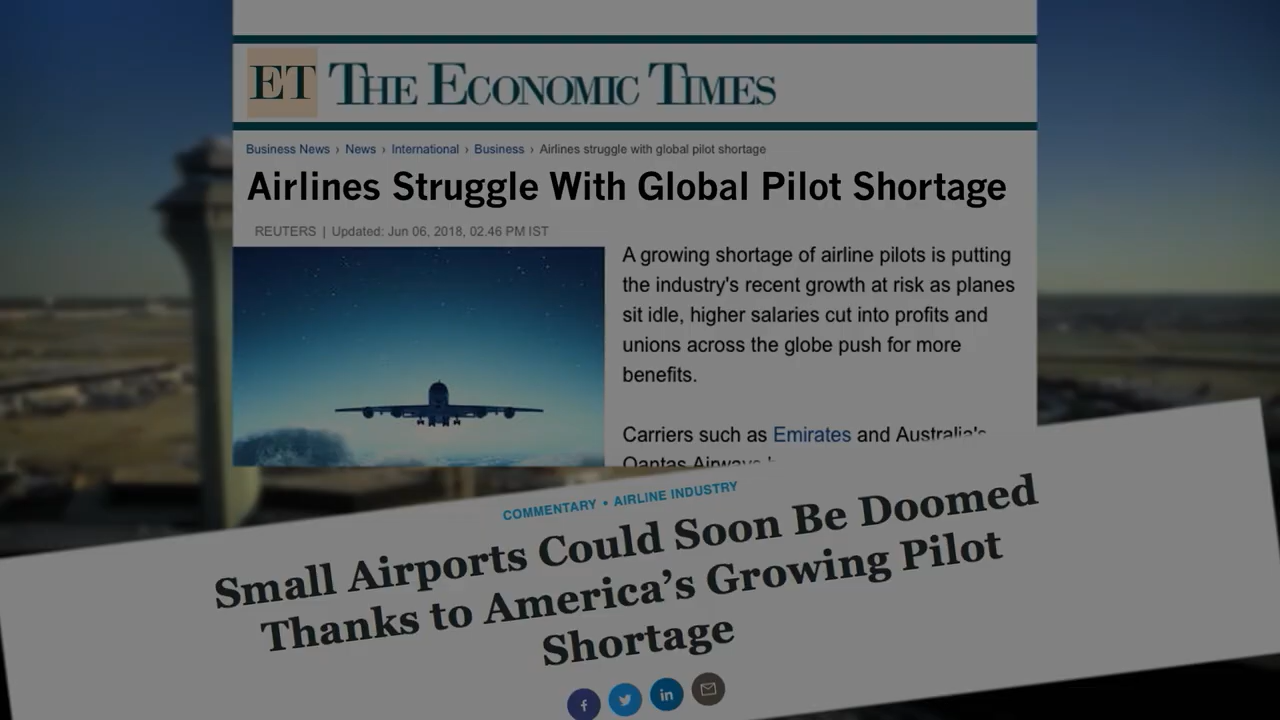 ET THE ECONOMIC TIMES
Business News › News › International › Business › Airlines struggle with global pilot shortage
Airlines Struggle With Global Pilot Shortage
REUTERS | Updated: Jun 06, 2018, 02.46 PM IST
A growing shortage of airline pilots is putting
the industry's recent growth at risk as planes
sit idle, higher salaries cut into profits and
unions across the globe push for more
benefits.
Carriers such as Emirates and Australia's
Qantas Airways
COMMENTARY • AIRLINE INDUSTRY
Small Airports Could Soon Be Doomed
Thanks to America’s Growing Pilot
Shortage
f
in